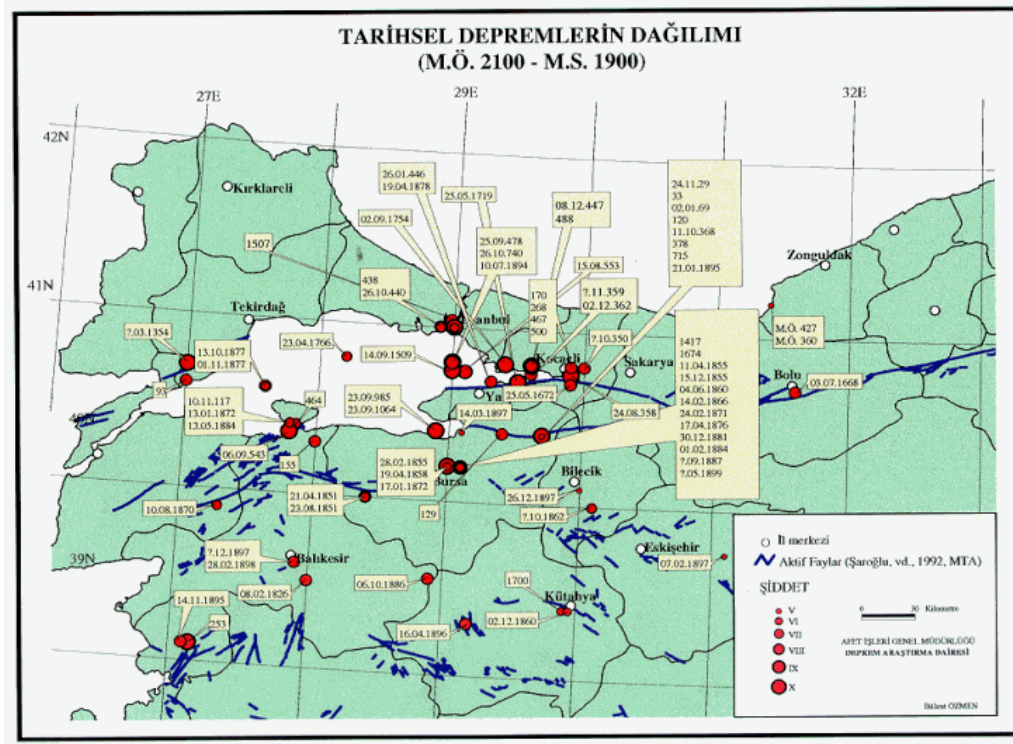 TARİHSEL DEPREMLERİN DAĞILIMI
(M.Ö. 2100 - M.S. 1900)
27E
29E
32E
42N
41N
40N
39N
Kırklareli
26.01.446
19.04.1878
25.05.1719
02.09.1754
08.12.447
488
24.11.29
33
02.01.69
120
11.10.368
378
715
21.01.1895
1507
25.09.478
26.10.740
10.07.1894
15.08.553
Zonguldak
438
26.10.440
170
268
467
500
?.11.359
02.12.362
Tekirdağ
?.03.1354
23.04.1766
14.09.1509
Kocaeli
?.10.350
Sakarya
M.Ö. 427
M.Ö. 360
13.10.1877
01.11.1877
93
25.05.1672
24.08.358
Bolu
03.07.1668
1417
1674
11.04.1855
15.12.1855
04.06.1860
14.02.1866
24.02.1871
17.04.1876
30.12.1881
01.02.1884
?.09.1887
?.05.1899
10.11.117
13.01.1872
13.05.1884
464
23.09.985
23.09.1064
14.03.1897
06.09.543
155
28.02.1855
19.04.1858
17.01.1872
Bursa
Bilecik
10.08.1870
21.04.1851
23.08.1851
129
26.12.1897
?.10.1862
?.12.1897
28.02.1898
Balıkesir
08.02.1826
06.10.1886
1700
Kütahya
Eskişehir
07.02.1897
14.11.1895
253
16.04.1896
02.12.1860
İl merkezi
Aktif Faylar (Şaroğlu, vd., 1992, MTA)
ŞİDDET
V
VI
VII
VIII
IX
X
0 30 Kilometre
AFET İŞLERİ GENEL MÜDÜRLÜĞÜ
DEPREM ARAŞTIRMA DAİRESİ
Bülent ÖZMEN